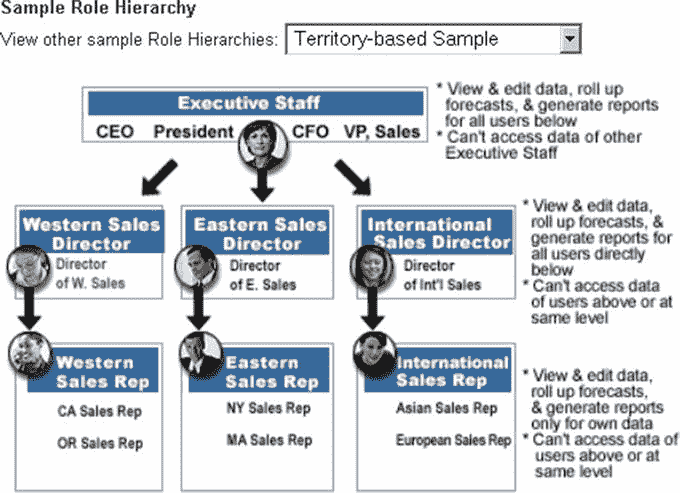 Sample Role Hierarchy
View other sample Role Hierarchies: Territory-based Sample
Executive Staff
CEO President CFO VP, Sales
* View & edit data, roll up
forecasts, & generate reports
for all users below
* Can't access data of other
Executive Staff
Western Sales
Director
Director
of W. Sales
Eastern Sales
Director
Director
of E. Sales
International
Sales Director
Director
of Int'l Sales
* View & edit data,
roll up forecasts, &
generate reports for
all users directly
below
* Can't access data
of users above or at
same level
Western
Sales Rep
CA Sales Rep
OR Sales Rep
Eastern
Sales Rep
NY Sales Rep
MA Sales Rep
International
Sales Rep
Asian Sales Rep
European Sales Rep
* View & edit data,
roll up forecasts,
& generate reports
only for own data
* Can't access data of
users above or at
same level